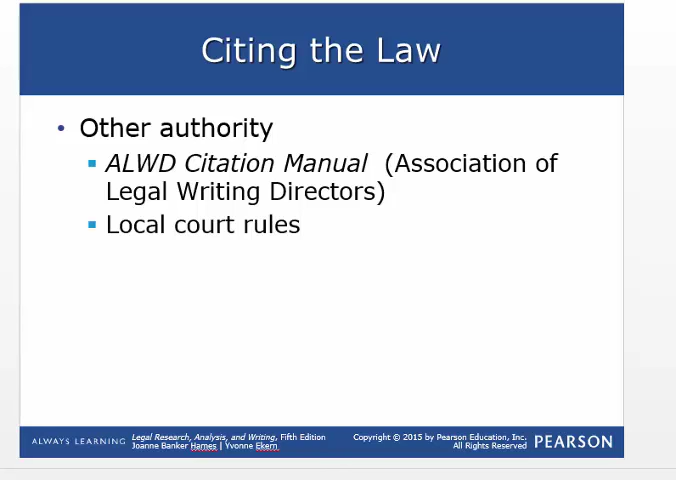 Citing the Law
• Other authority
▪ ALWD Citation Manual (Association of
Legal Writing Directors)
▪ Local court rules
ALWAYS LEARNING
Legal Research, Analysis, and Writing, Fifth Edition
Joanne Banker Hames | Yvonne Ekern
Copyright © 2015 by Pearson Education, Inc.
All Rights Reserved
PEARSON